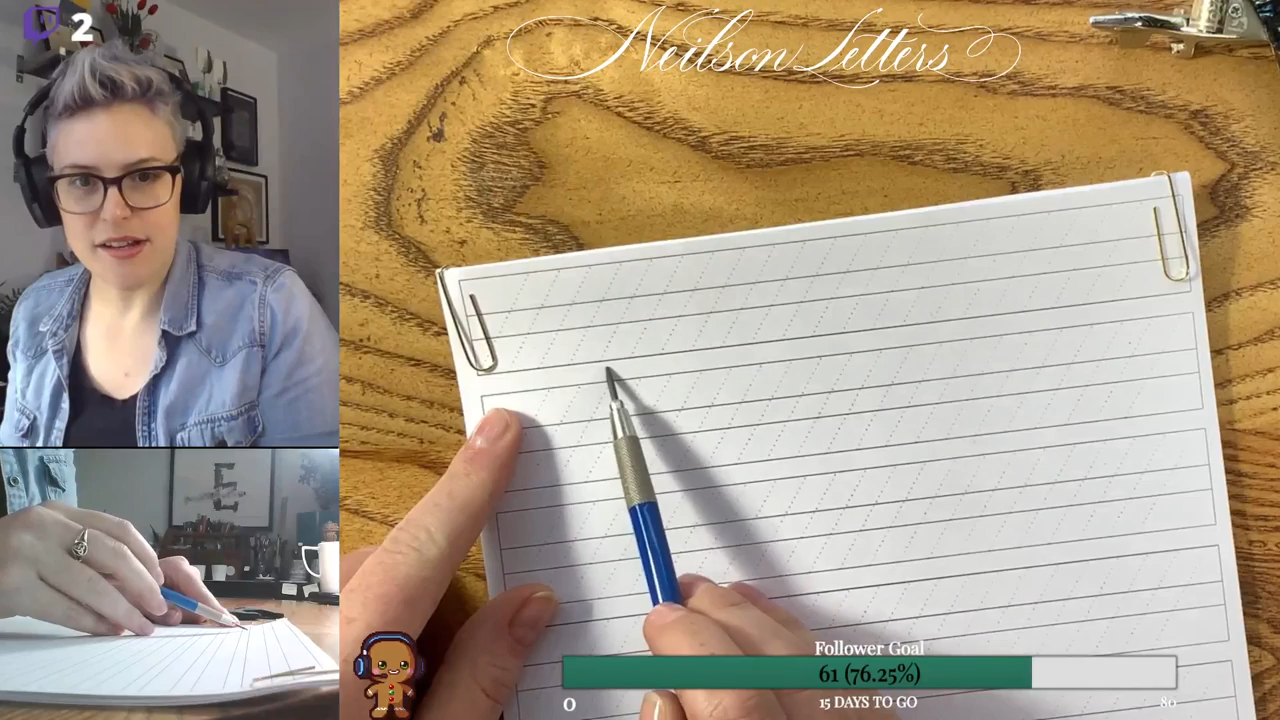 2
Neilson Letters
E
Follower Goal
61 (76.25%)
0
15 DAYS TO GO
80